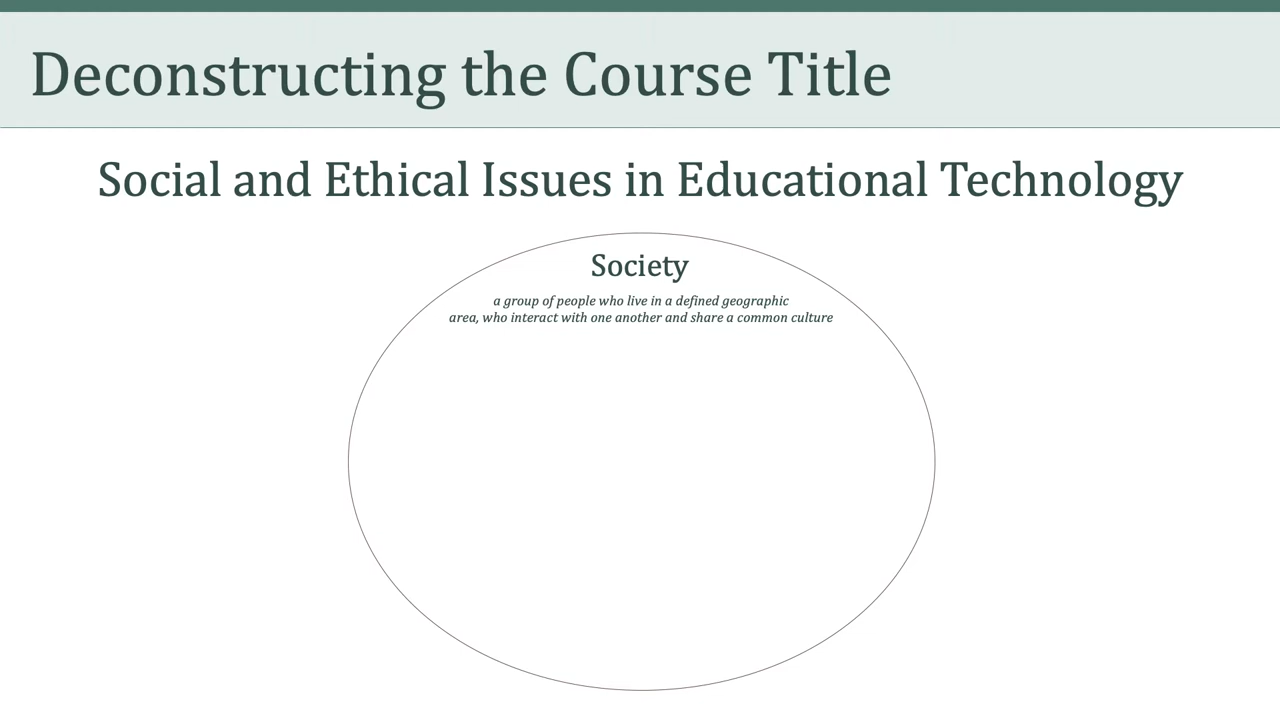 Deconstructing the Course Title
Social and Ethical Issues in Educational Technology
Society
a group of people who live in a defined geographic
area, who interact with one another and share a common culture